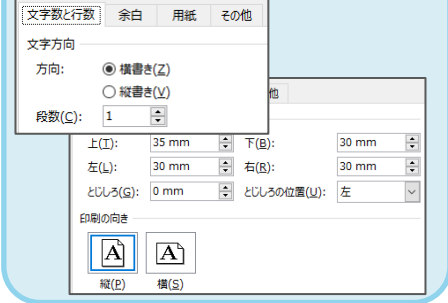 文字数と行数 余白 用紙 その他
文字方向
方向: 横書き(Z)
縦書き(V)
段数(C): 1
他
上(T): 35 mm 下(B): 30 mm
左(L): 30 mm 右(R): 30 mm
とじしろ(G): 0 mm とじしろの位置(U): 左
印刷の向き
A A
縦(P) 横(S)